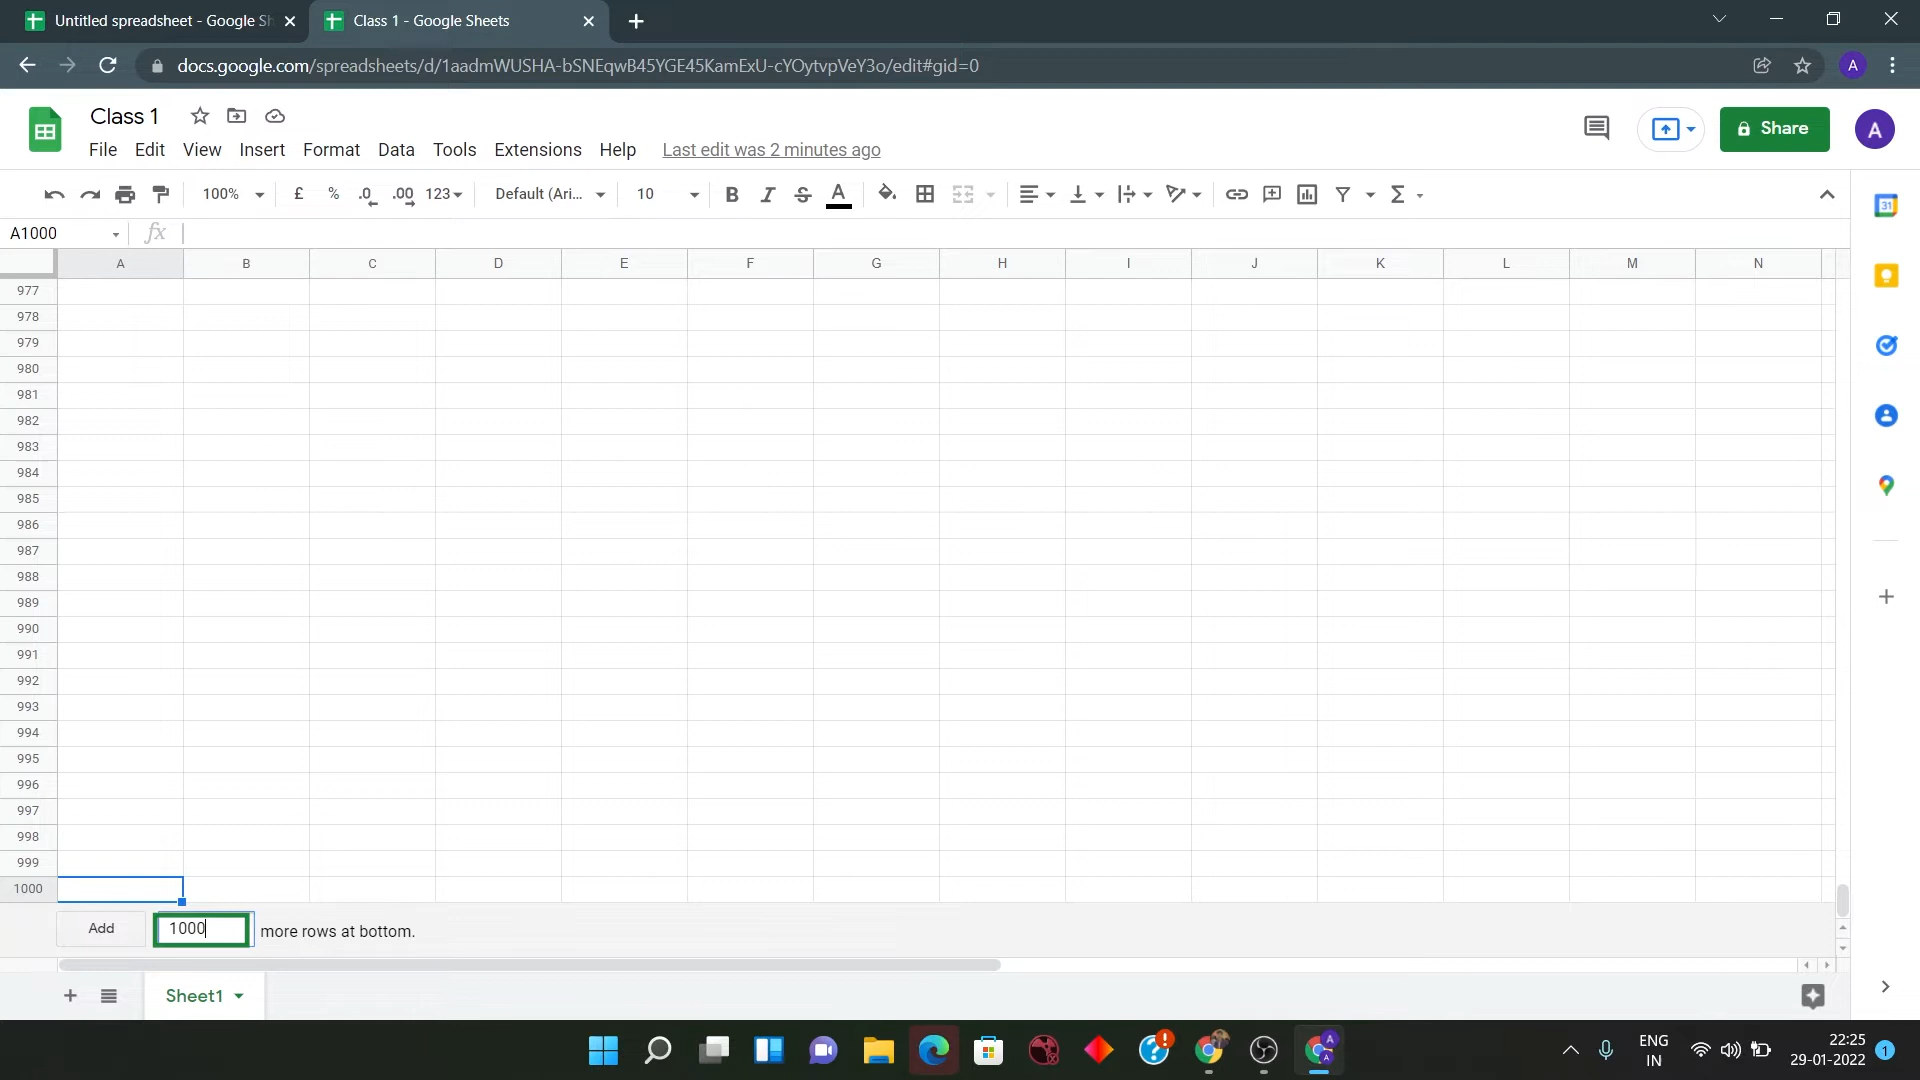 Untitled spreadsheet - Google Sh
Class 1 - Google Sheets
docs.google.com/spreadsheets/d/1aadmWUSHA-bSNEqwB45YGE45KamExU-cYOytvpVeY3o/edit#gid=0
A
Class 1
File Edit View Insert Format Data Tools Extensions Help Last edit was 2 minutes ago
Share
A
100% £ % .0 .00 123 Default (Ari... 10 B I S A Σ
31
A1000 fx
A B C D E F G H I J K L M N
977
978
979
980
981
982
983
984
985
986
987
988
989
990
991
992
993
994
995
996
997
998
999
1000
Add 1000 more rows at bottom.
Sheet1
ENG
IN
22:25
29-01-2022
1